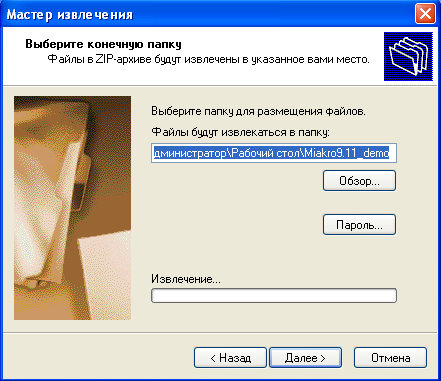 Мастер извлечения
Выберите конечную папку
Файлы в ZIP-архиве будут извлечены в указанное вами место.
Выберите папку для размещения файлов.
Файлы будут извлекаться в папку:
дминистратор\Рабочий стол\Miakro9.11_demo
Обзор...
Пароль...
Извлечение...
< Назад
Далее >
Отмена